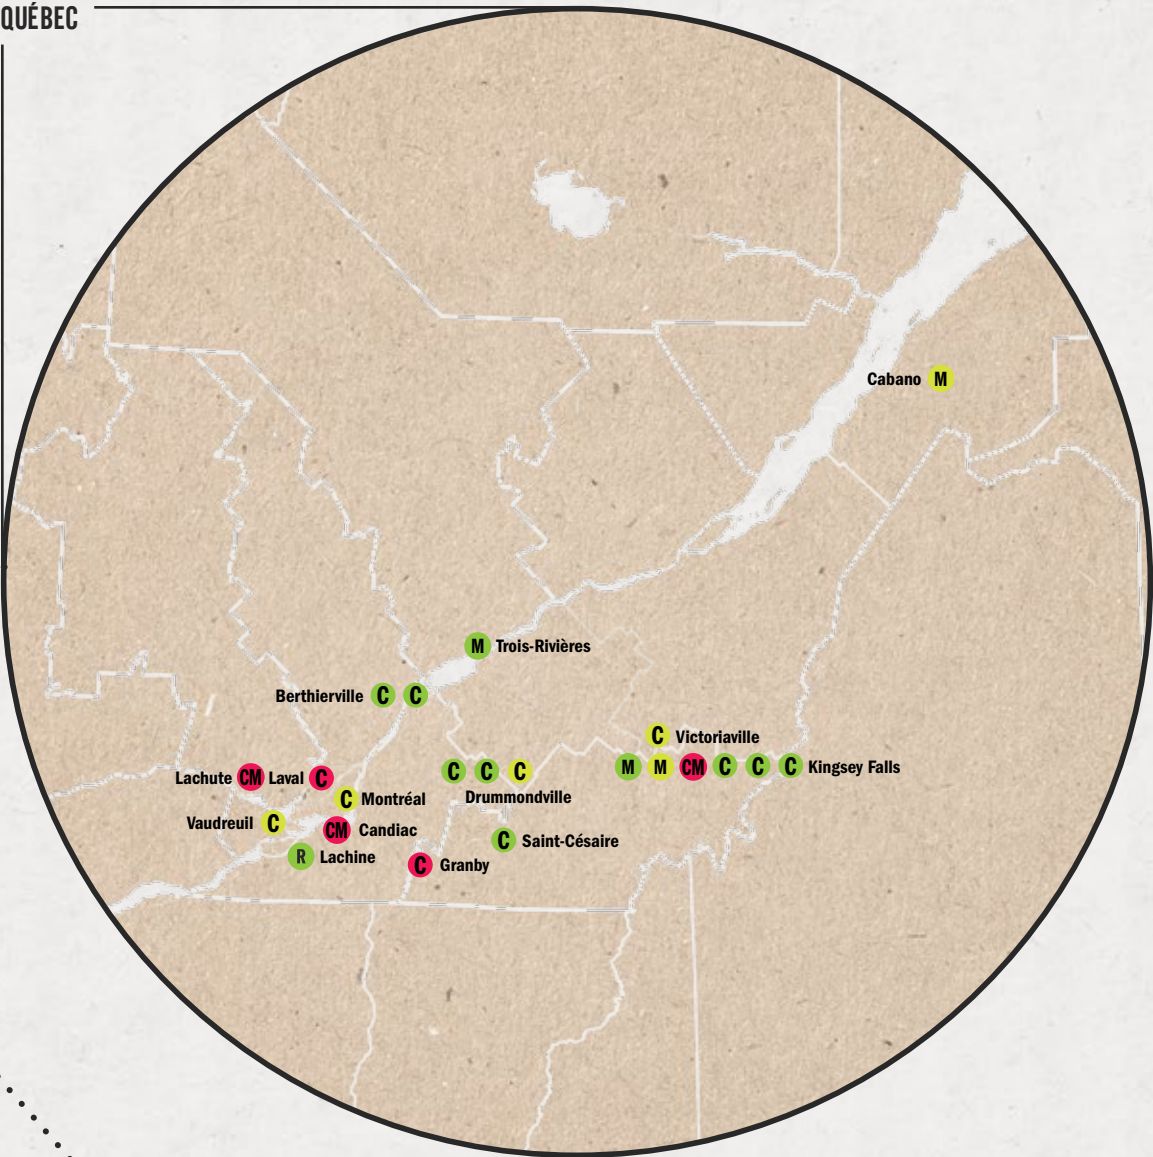 QUÉBEC
Cabano M
M Trois-Rivières
Berthierville C C
C Victoriaville
M M CM C C C Kingsey Falls
C C C
Drummondville
Lachute CM Laval C
C Montréal
Vaudreuil C
CM Candiac
C Saint-Césaire
R Lachine
C Granby